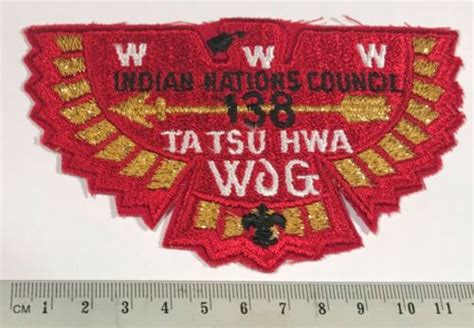 W W W
INDIAN NATIONS COUNCIL
138
TA TSU HWA
WJG
CM 1 2 3 4 5 6 7 8 9 10 11